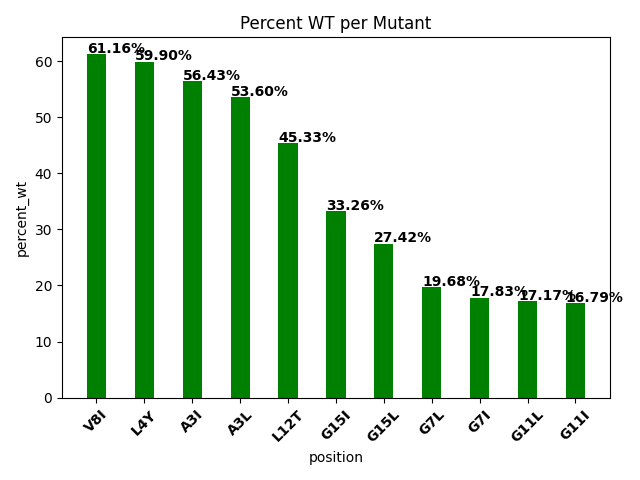 Percent WT per Mutant
percent_wt
60
50
40
30
20
10
0
61.16%
59.90%
56.43%
53.60%
45.33%
33.26%
27.42%
19.68%
17.83%
17.17%
16.79%
V8I
L4Y
A3I
A3L
L12T
G15I
G15L
G7L
G7I
G11L
G11I
position